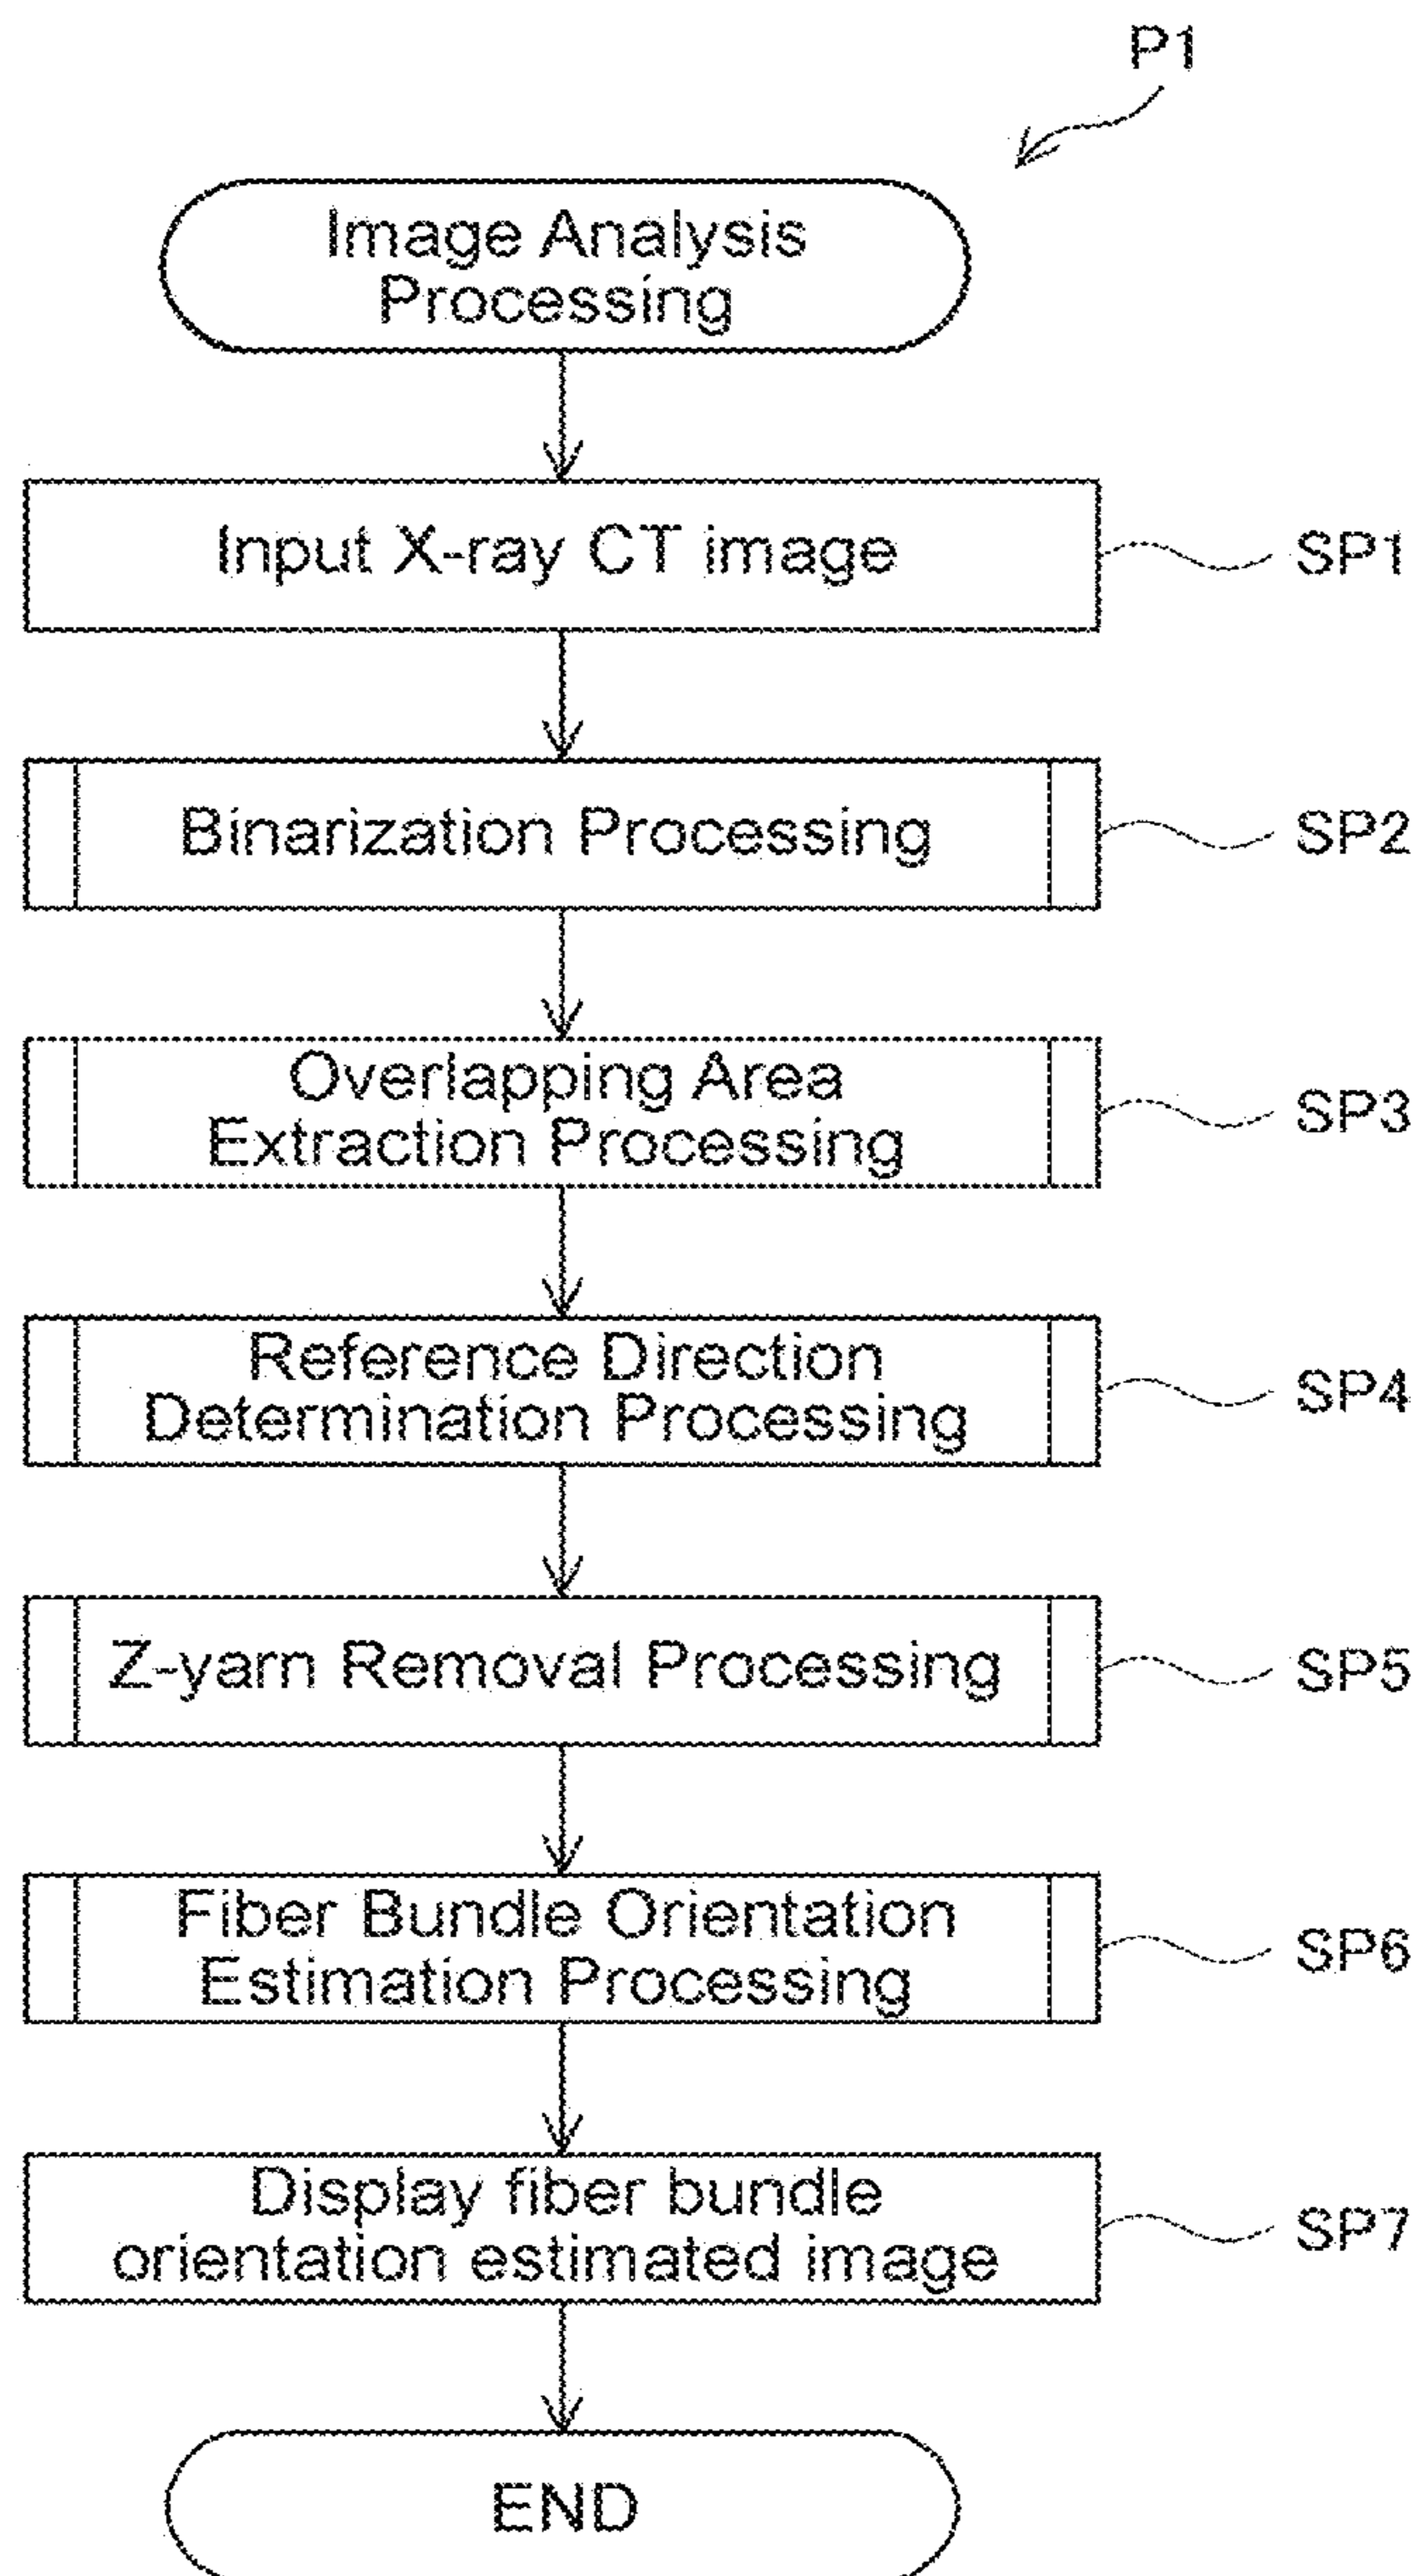 P1
Image Analysis
Processing
Input X-ray CT image
SP1
Binarization Processing
SP2
Overlapping Area
Extraction Processing
SP3
Reference Direction
Determination Processing
SP4
Z-yarn Removal Processing
SP5
Fiber Bundle Orientation
Estimation Processing
SP6
Display fiber bundle
orientation estimated image
SP7
END